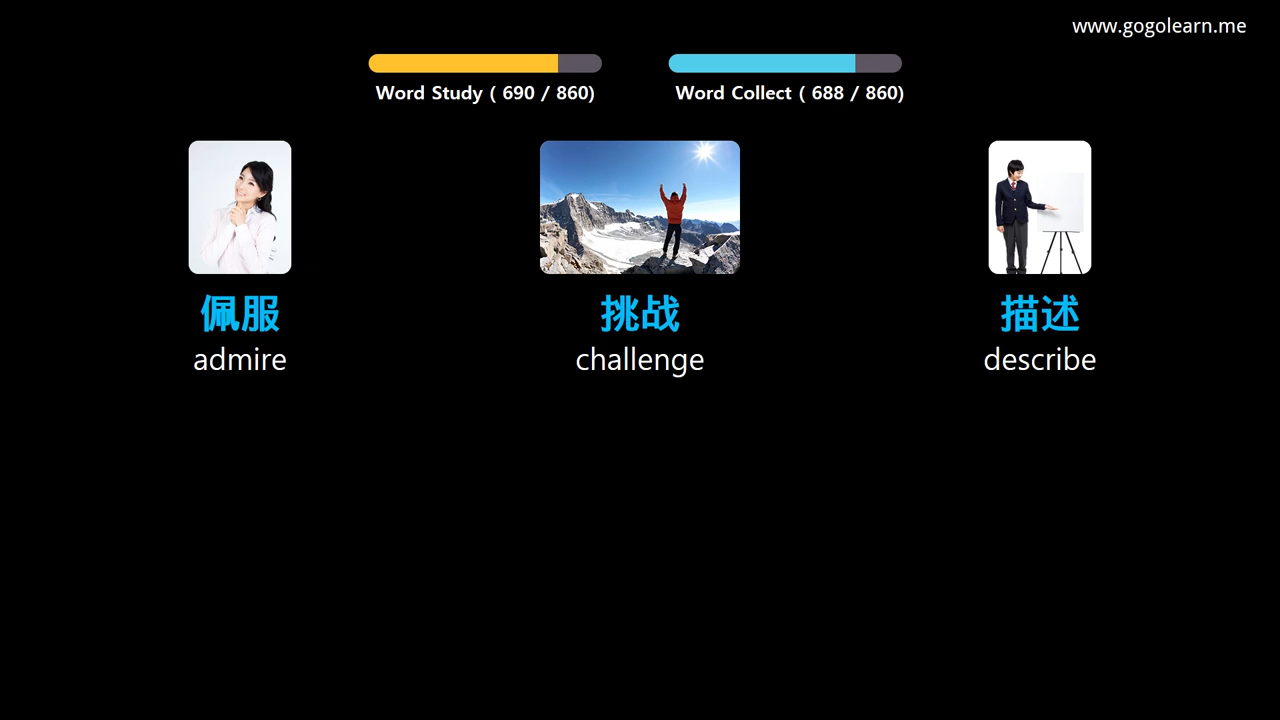 www.gogolearn.me
Word Study ( 690 / 860)
Word Collect ( 688 / 860)
佩服
挑战
描述
admire
challenge
describe